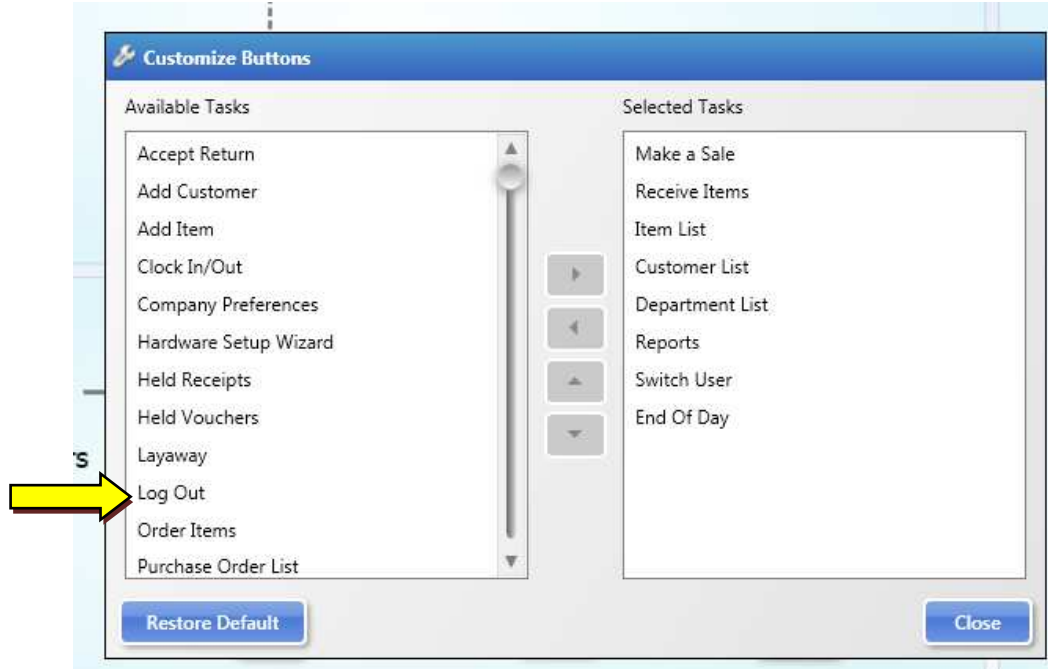 Customize Buttons
Available Tasks
Accept Return
Add Customer
Add Item
Clock In/Out
Company Preferences
Hardware Setup Wizard
Held Receipts
Held Vouchers
Layaway
Log Out
Order Items
Purchase Order List
Selected Tasks
Make a Sale
Receive Items
Item List
Customer List
Department List
Reports
Switch User
End Of Day
rs
Restore Default
Close